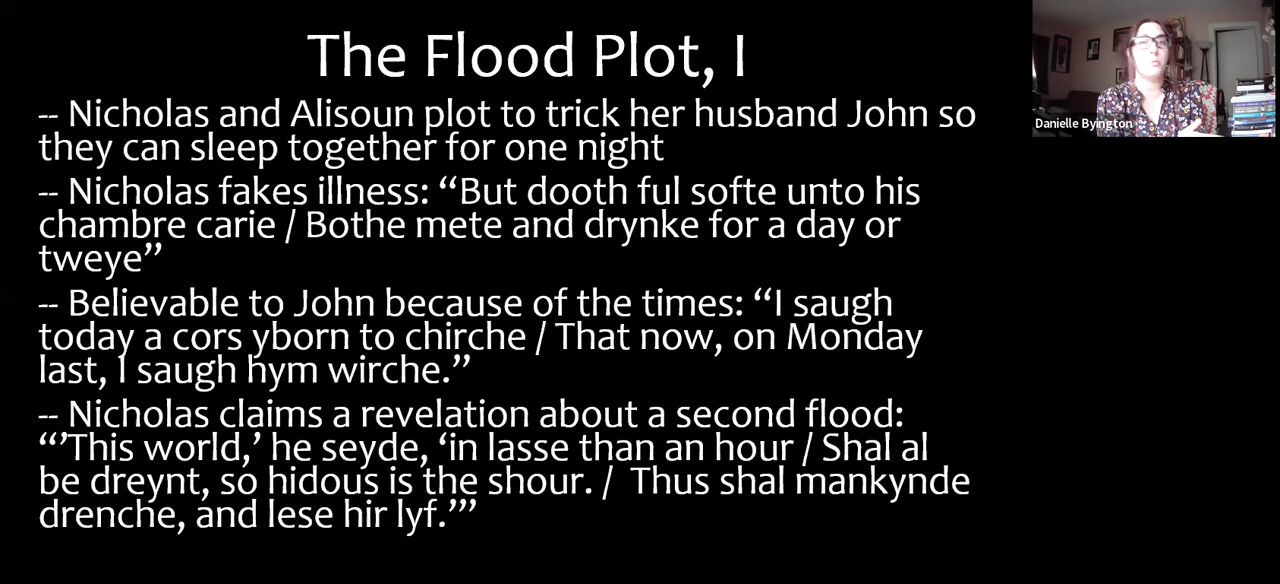 The Flood Plot, I
-- Nicholas and Alisoun plot to trick her husband John so
they can sleep together for one night
-- Nicholas fakes illness: “But dooth ful softe unto his
chambre carie / Bothe mete and drynke for a day or
tweye”
-- Believable to John because of the times: “I saugh
today a cors yborn to chirche / That now, on Monday
last, I saugh hym wirche.”
-- Nicholas claims a revelation about a second flood:
“’This world,’ he seyde, ‘in lasse than an hour / Shal al
be dreynt, so hidous is the shour. /  Thus shal mankynde
drenche, and lese hir lyf.’”
Danielle Byington